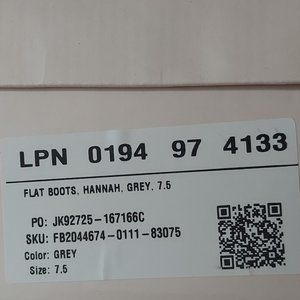 LPN 0194 97 4133
FLAT BOOTS, HANNAH, GREY, 7.5
PO: JK92725-167166C
SKU: FB2044674-0111-83075
Color: GREY
Size: 7.5